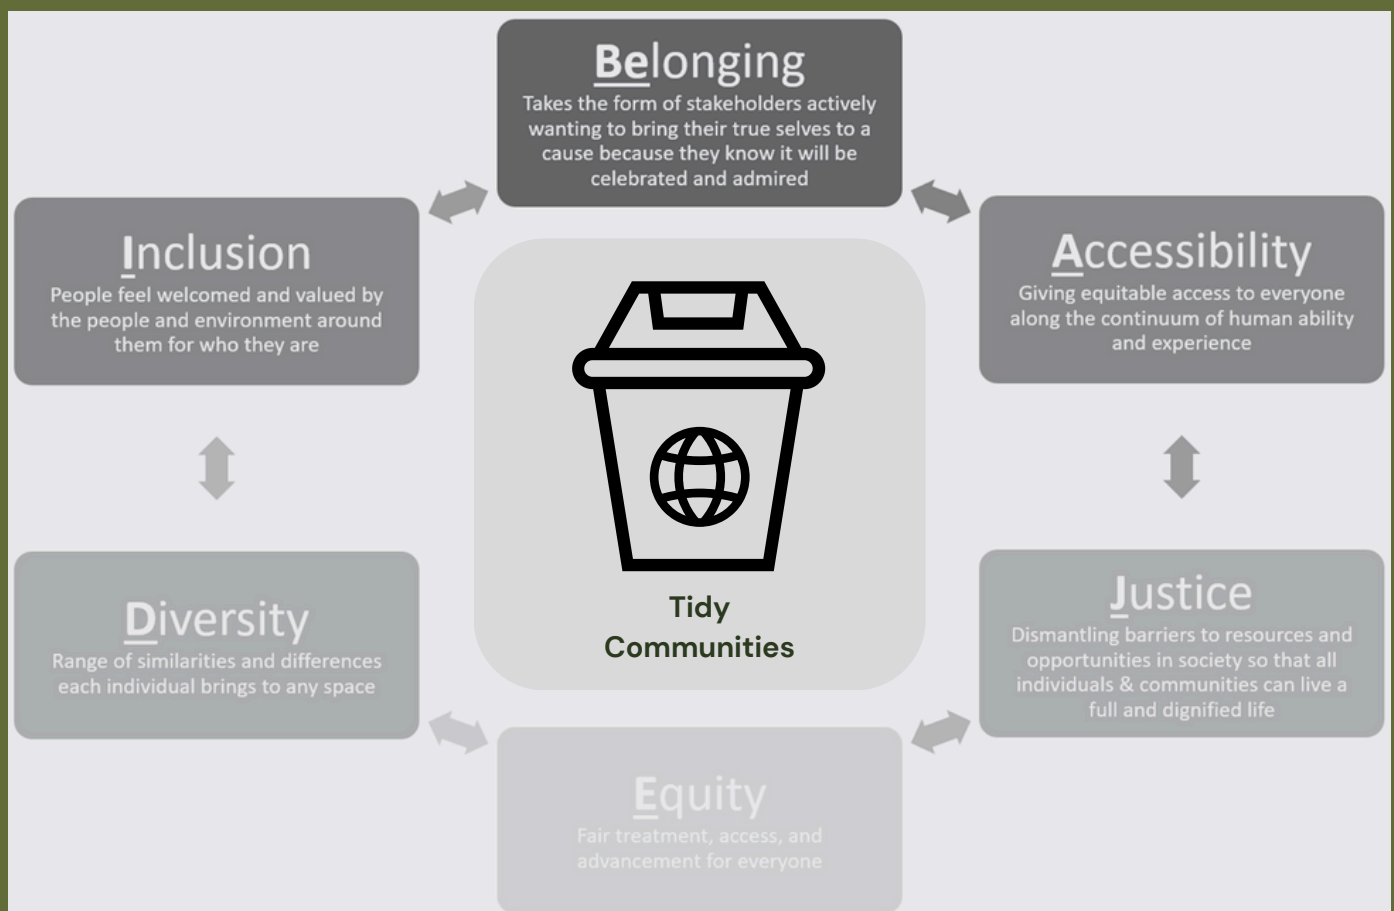 Belonging
Takes the form of stakeholders actively
wanting to bring their true selves to a
cause because they know it will be
celebrated and admired
Inclusion
People feel welcomed and valued by
the people and environment around
them for who they are
Accessibility
Giving equitable access to everyone
along the continuum of human ability
and experience
Tidy
Communities
Diversity
Range of similarities and differences
each individual brings to any space
Justice
Dismantling barriers to resources and
opportunities in society so that all
individuals & communities can live a
full and dignified life
Equity
Fair treatment, access, and
advancement for everyone